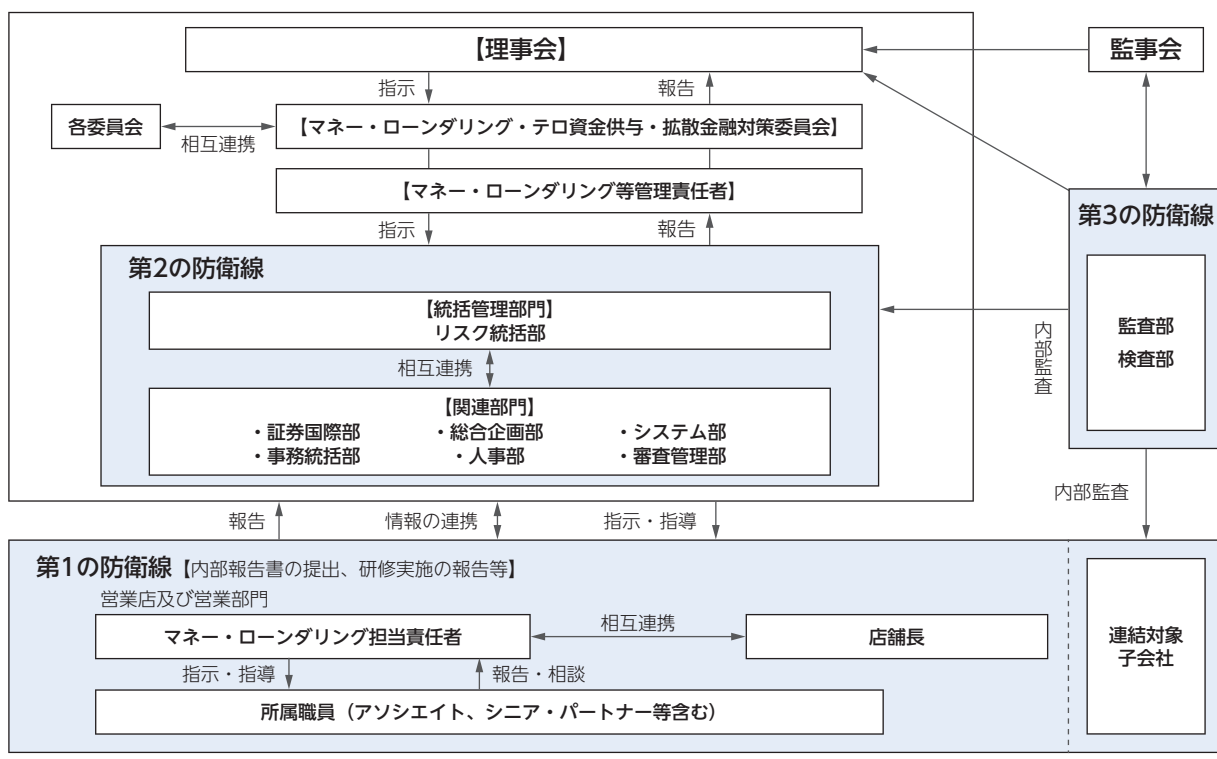 【理事会】
監事会
指示
報告
各委員会
相互連携
【マネー・ローンダリング・テロ資金供与・拡散金融対策委員会】
【マネー・ローンダリング等管理責任者】
指示
報告
第3の防衛線
監査部
検査部
第2の防衛線
【統括管理部門】
リスク統括部
相互連携
【関連部門】
・証券国際部
・総合企画部
・システム部
・事務統括部
・人事部
・審査管理部
内部監査
内部監査
報告
情報の連携
指示・指導
第1の防衛線【内部報告書の提出、研修実施の報告等】
営業店及び営業部門
マネー・ローンダリング担当責任者
相互連携
店舗長
指示・指導
報告・相談
所属職員（アソシエイト、シニア・パートナー等含む）
連結対象
子会社